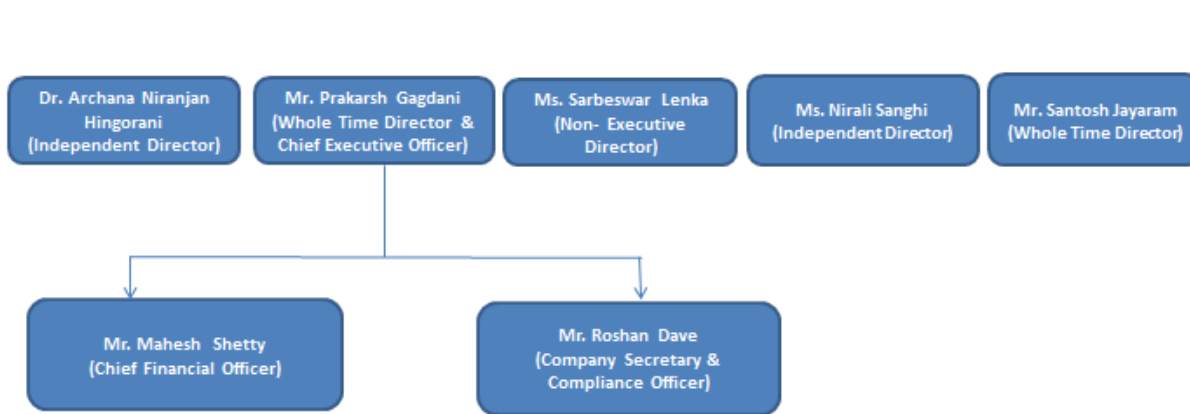 Dr. Archana Niranjan
Hingorani
(Independent Director)
Mr. Prakarsh Gagdani
(Whole Time Director &
Chief Executive Officer)
Ms. Sarbeswar Lenka
(Non- Executive
Director)
Ms. Nirali Sanghi
(Independent Director)
Mr. Santosh Jayaram
(Whole Time Director)
Mr. Mahesh Shetty
(Chief Financial Officer)
Mr. Roshan Dave
(Company Secretary &
Compliance Officer)